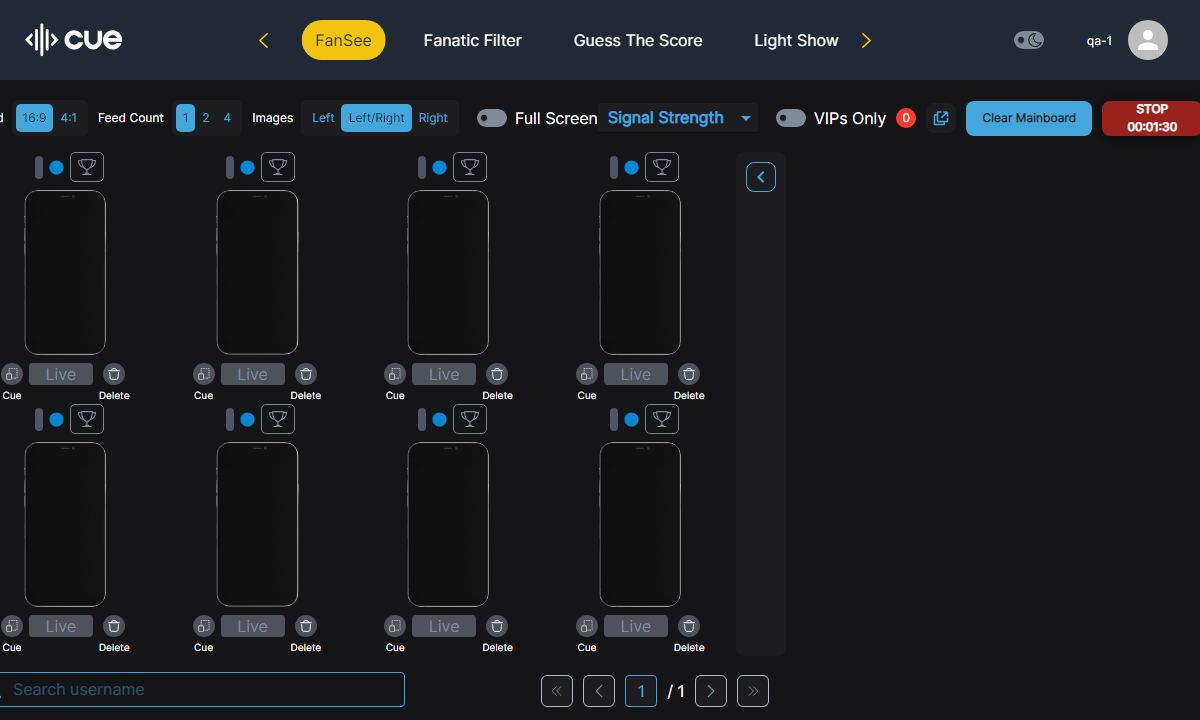 cue
FanSee
Fanatic Filter
Guess The Score
Light Show
qa-1
16:9
4:1
Feed Count
1
2
4
Images
Left
Left/Right
Right
Full Screen
Signal Strength
VIPs Only
0
Clear Mainboard
STOP
00:01:30
Live
Live
Live
Live
Cue
Delete
Cue
Delete
Cue
Delete
Cue
Delete
Live
Live
Live
Live
Cue
Delete
Cue
Delete
Cue
Delete
Cue
Delete
Search username
1
/ 1